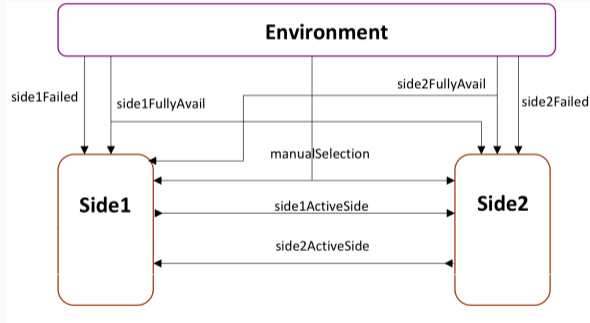 Environment
side2FullyAvail
side1Failed
side1FullyAvail
side2Failed
manualSelection
Side1
side1ActiveSide
Side2
side2ActiveSide